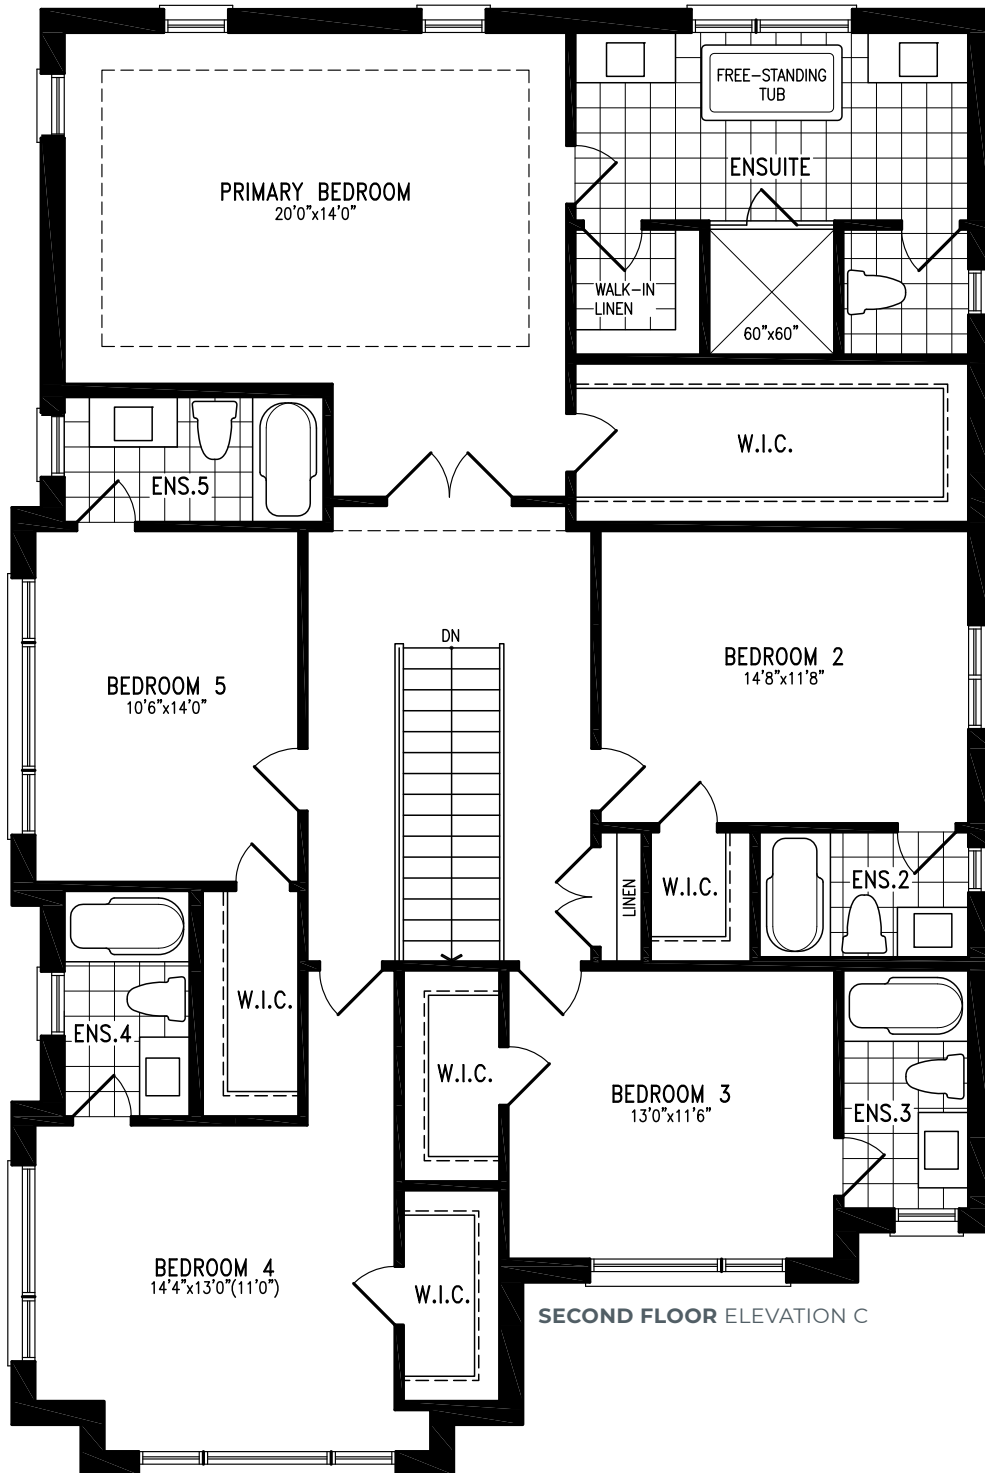 FREE-STANDING
TUB
ENSUITE
PRIMARY BEDROOM
20'0"x14'0"
WALK-IN
LINEN
60"x60"
W.I.C.
ENS.5
DN
BEDROOM 2
14'8"x11'8"
BEDROOM 5
10'6"x14'0"
LINEN
W.I.C.
ENS.2
W.I.C.
ENS.4
W.I.C.
BEDROOM 3
13'0"x11'6"
ENS.3
BEDROOM 4
14'4"x13'0"(11'0")
W.I.C.
SECOND FLOOR ELEVATION C